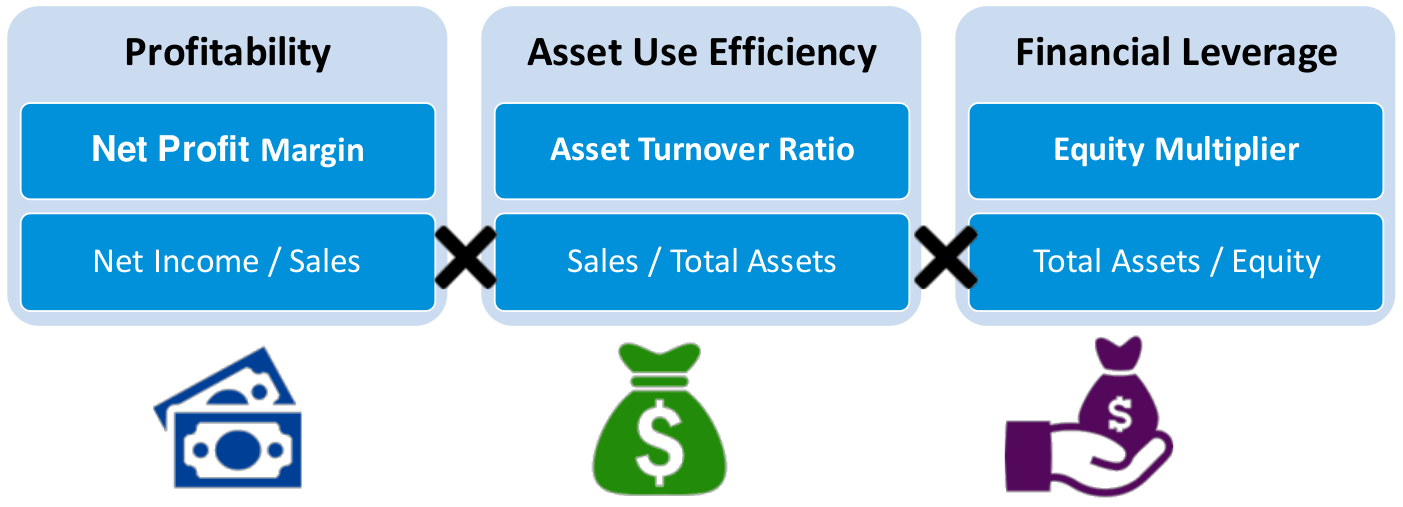 Profitability
Net Profit Margin
Net Income / Sales
Asset Use Efficiency
Asset Turnover Ratio
Sales / Total Assets
Financial Leverage
Equity Multiplier
Total Assets / Equity
$
$